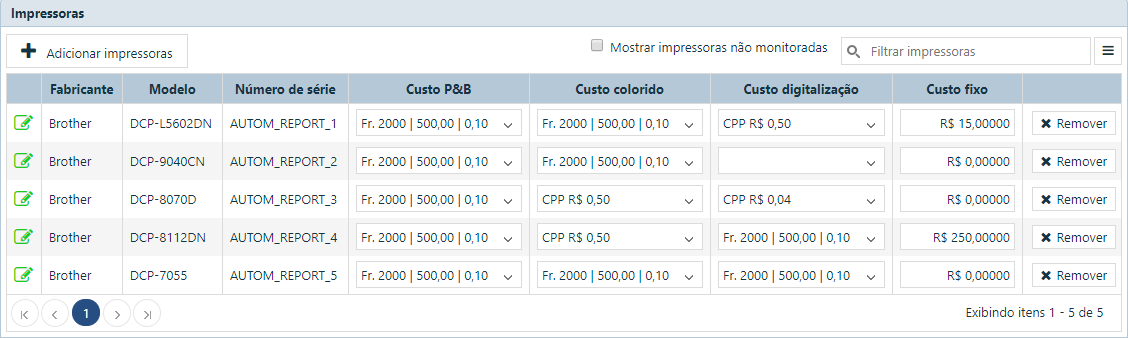 Impressoras
Adicionar impressoras Mostrar impressoras não monitoradas Filtrar impressoras
Fabricante Modelo Número de série Custo P&B Custo colorido Custo digitalização Custo fixo
Brother DCP-L5602DN AUTOM_REPORT_1 Fr. 2000 | 500,00 | 0,10 Fr. 2000 | 500,00 | 0,10 CPP R$ 0,50 R$ 15,00000 Remover
Brother DCP-9040CN AUTOM_REPORT_2 Fr. 2000 | 500,00 | 0,10 Fr. 2000 | 500,00 | 0,10 R$ 0,00000 Remover
Brother DCP-8070D AUTOM_REPORT_3 Fr. 2000 | 500,00 | 0,10 CPP R$ 0,50 CPP R$ 0,04 R$ 0,00000 Remover
Brother DCP-8112DN AUTOM_REPORT_4 Fr. 2000 | 500,00 | 0,10 CPP R$ 0,50 Fr. 2000 | 500,00 | 0,10 R$ 250,00000 Remover
Brother DCP-7055 AUTOM_REPORT_5 Fr. 2000 | 500,00 | 0,10 Fr. 2000 | 500,00 | 0,10 Fr. 2000 | 500,00 | 0,10 R$ 0,00000 Remover
1 Exibindo itens 1 - 5 de 5